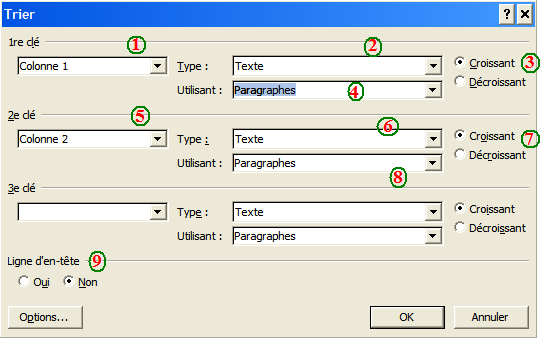 Trier
1re clé 1 2
Colonne 1 Type : Texte Croissant 3
Utilisant : Paragraphes 4 Décroissant
2e clé 5 6
Colonne 2 Type : Texte Croissant 7
Utilisant : Paragraphes Décroissant
3e clé 8
Type : Texte Croissant
Utilisant : Paragraphes Décroissant
Ligne d'en-tête 9
Oui Non
Options... OK Annuler